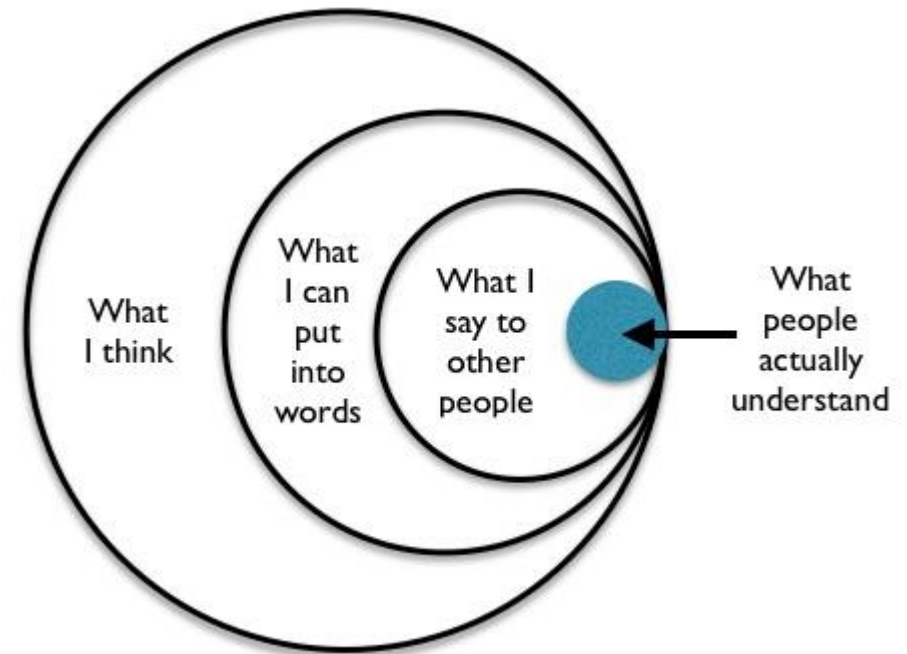 What
I think
What
I can
put
into
words
What I
say to
other
people
What
people
actually
understand